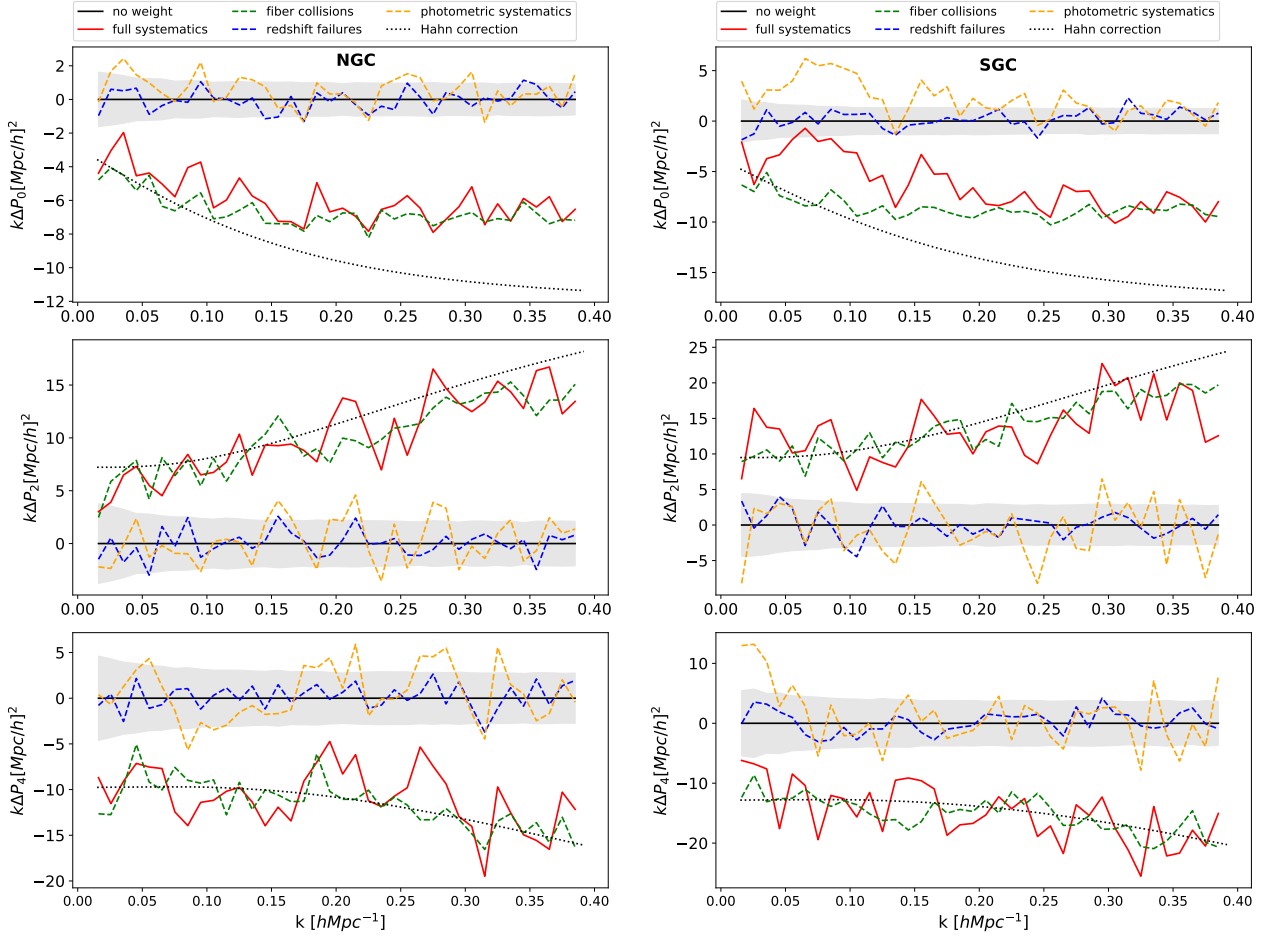 no weight
full systematics
fiber collisions
redshift failures
photometric systematics
Hahn correction
NGC
kΔP₀[Mpc/h]²
2
0
−2
−4
−6
−8
−10
−12
0.00 0.05 0.10 0.15 0.20 0.25 0.30 0.35 0.40
kΔP₂[Mpc/h]²
15
10
5
0
0.00 0.05 0.10 0.15 0.20 0.25 0.30 0.35 0.40
kΔP₄[Mpc/h]²
5
0
−5
−10
−15
−20
0.00 0.05 0.10 0.15 0.20 0.25 0.30 0.35 0.40
k [hMpc⁻¹]
no weight
full systematics
fiber collisions
redshift failures
photometric systematics
Hahn correction
SGC
kΔP₀[Mpc/h]²
5
0
−5
−10
−15
0.00 0.05 0.10 0.15 0.20 0.25 0.30 0.35 0.40
kΔP₂[Mpc/h]²
25
20
15
10
5
0
−5
0.00 0.05 0.10 0.15 0.20 0.25 0.30 0.35 0.40
kΔP₄[Mpc/h]²
10
0
−10
−20
0.00 0.05 0.10 0.15 0.20 0.25 0.30 0.35 0.40
k [hMpc⁻¹]